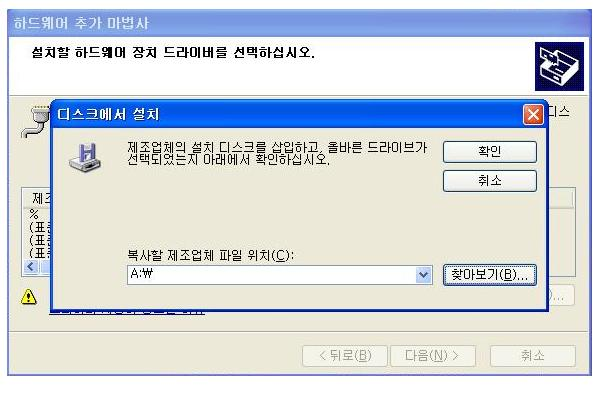 하드웨어 추가 마법사
설치할 하드웨어 장치 드라이버를 선택하십시오.
디스
디스크에서 설치
제조업체의 설치 디스크를 삽입하고, 올바른 드라이브가
선택되었는지 아래에서 확인하십시오.
확인
취소
제조
%
(표준
(표준
(표
복사할 제조업체 파일 위치(C):
A:₩
찾아보기(B)...
)...
< 뒤로(B)
다음(N) >
취소